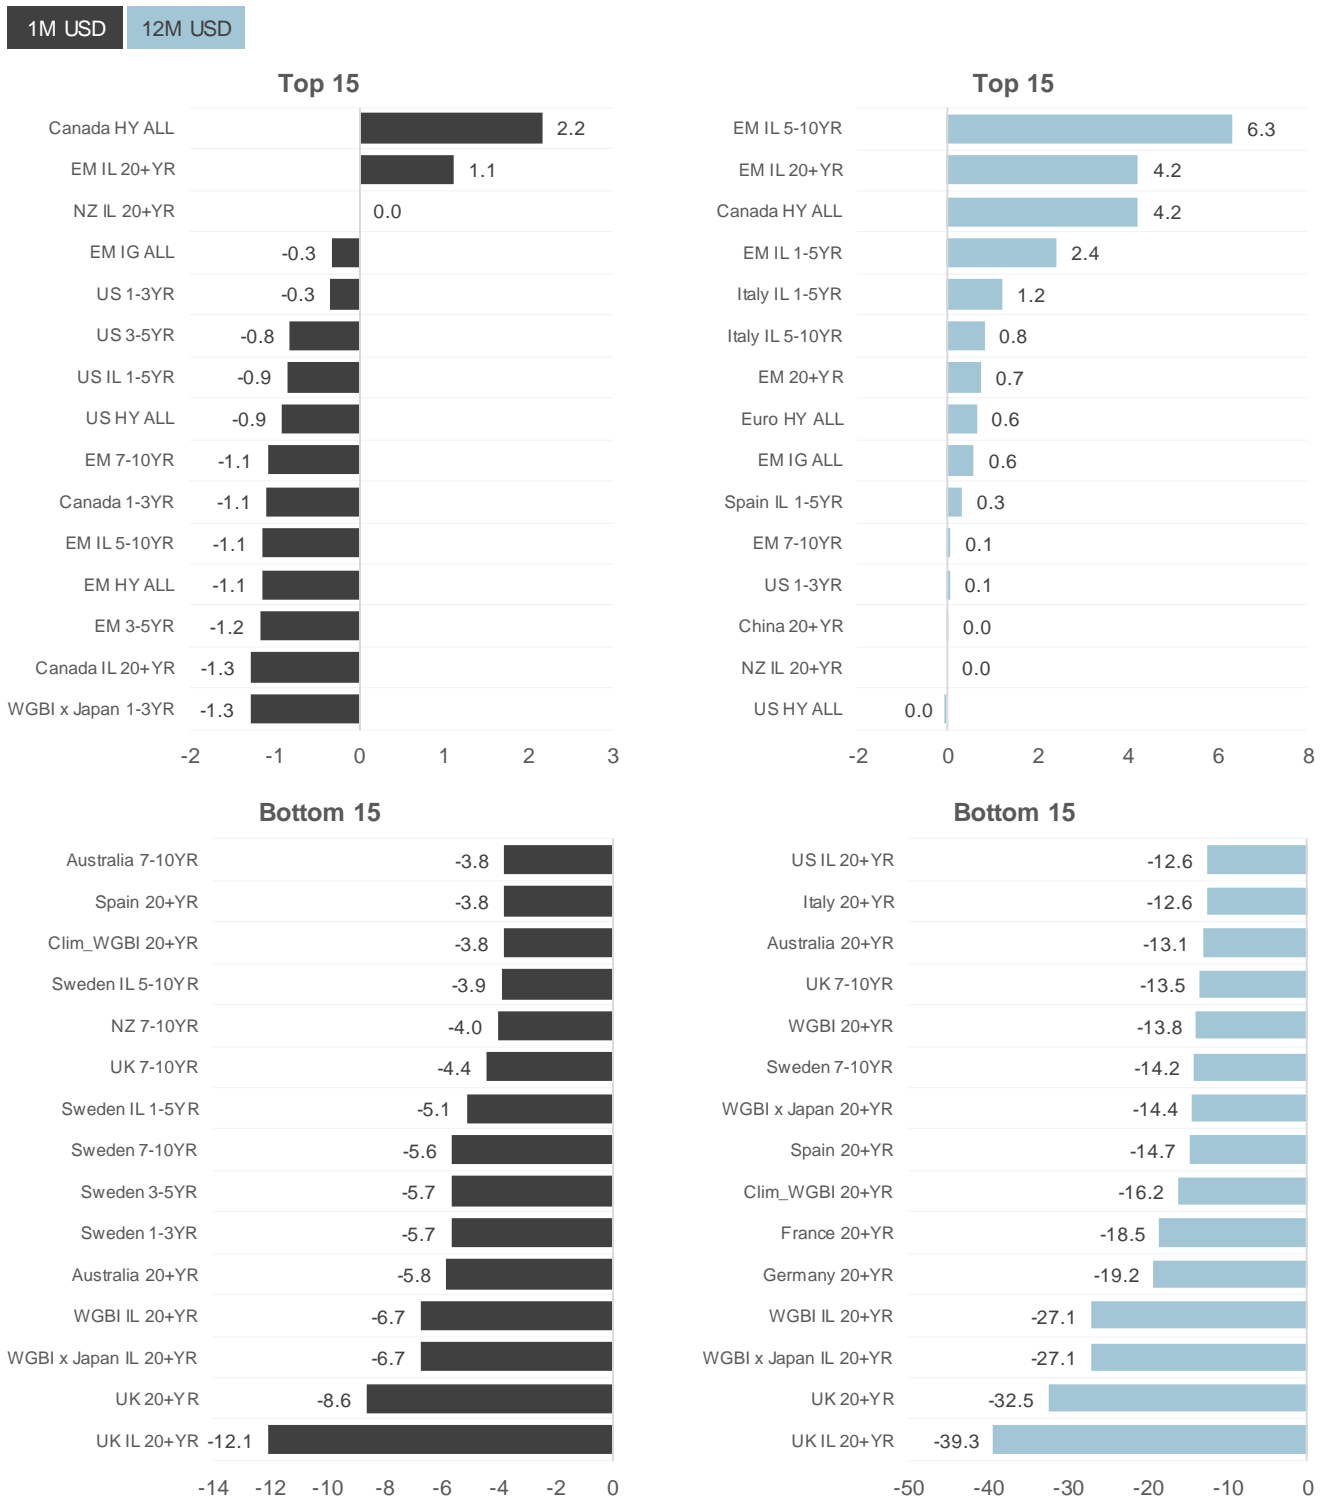 1M USD 12M USD
Top 15
Canada HY ALL 2.2
EM IL 20+YR 1.1
NZ IL 20+YR 0.0
EM IG ALL -0.3
US 1-3YR -0.3
US 3-5YR -0.8
US IL 1-5YR -0.9
US HY ALL -0.9
EM 7-10YR -1.1
Canada 1-3YR -1.1
EM IL 5-10YR -1.1
EM HY ALL -1.1
EM 3-5YR -1.2
Canada IL 20+YR -1.3
WGBI x Japan 1-3YR -1.3
-2 -1 0 1 2 3
Top 15
EM IL 5-10YR 6.3
EM IL 20+YR 4.2
Canada HY ALL 4.2
EM IL 1-5YR 2.4
Italy IL 1-5YR 1.2
Italy IL 5-10YR 0.8
EM 20+YR 0.7
Euro HY ALL 0.6
EM IG ALL 0.6
Spain IL 1-5YR 0.3
EM 7-10YR 0.1
US 1-3YR 0.1
China 20+YR 0.0
NZ IL 20+YR 0.0
US HY ALL 0.0
-2 0 2 4 6 8
Bottom 15
Australia 7-10YR -3.8
Spain 20+YR -3.8
Clim_WGBI 20+YR -3.8
Sweden IL 5-10YR -3.9
NZ 7-10YR -4.0
UK 7-10YR -4.4
Sweden IL 1-5YR -5.1
Sweden 7-10YR -5.6
Sweden 3-5YR -5.7
Sweden 1-3YR -5.7
Australia 20+YR -5.8
WGBI IL 20+YR -6.7
WGBI x Japan IL 20+YR -6.7
UK 20+YR -8.6
UK IL 20+YR -12.1
-14 -12 -10 -8 -6 -4 -2 0
Bottom 15
US IL 20+YR -12.6
Italy 20+YR -12.6
Australia 20+YR -13.1
UK 7-10YR -13.5
WGBI 20+YR -13.8
Sweden 7-10YR -14.2
WGBI x Japan 20+YR -14.4
Spain 20+YR -14.7
Clim_WGBI 20+YR -16.2
France 20+YR -18.5
Germany 20+YR -19.2
WGBI IL 20+YR -27.1
WGBI x Japan IL 20+YR -27.1
UK 20+YR -32.5
UK IL 20+YR -39.3
-50 -40 -30 -20 -10 0